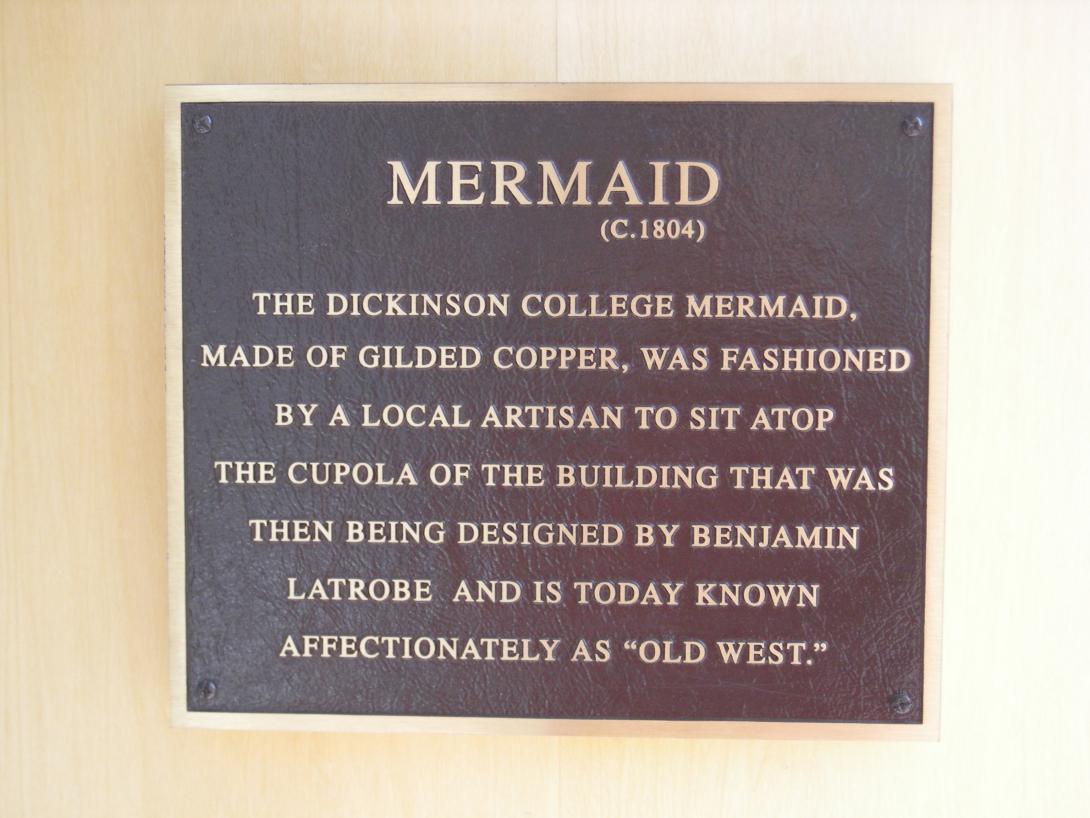 MERMAID
(C.1804)
THE DICKINSON COLLEGE MERMAID,
MADE OF GILDED COPPER, WAS FASHIONED
BY A LOCAL ARTISAN TO SIT ATOP
THE CUPOLA OF THE BUILDING THAT WAS
THEN BEING DESIGNED BY BENJAMIN
LATROBE  AND IS TODAY KNOWN
AFFECTIONATELY AS “OLD WEST.”